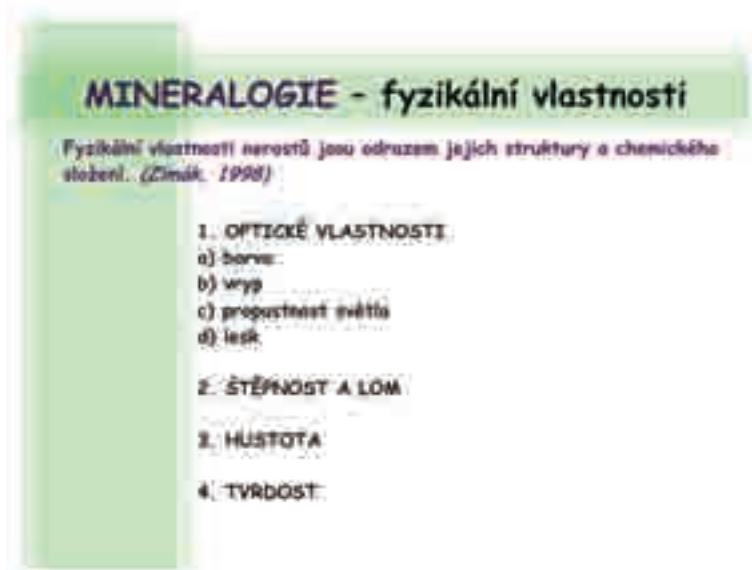 MINERALOGIE - fyzikální vlastnosti
Fyzikální vlastnosti nerostů jsou odrazem jejich struktury a chemického
složení. (Zimák, 1998)
1. OPTICKÉ VLASTNOSTI
a) barva
b) vryp
c) propustnost světla
d) lesk
2. ŠTĚPNOST A LOM
3. HUSTOTA
4. TVRDOST